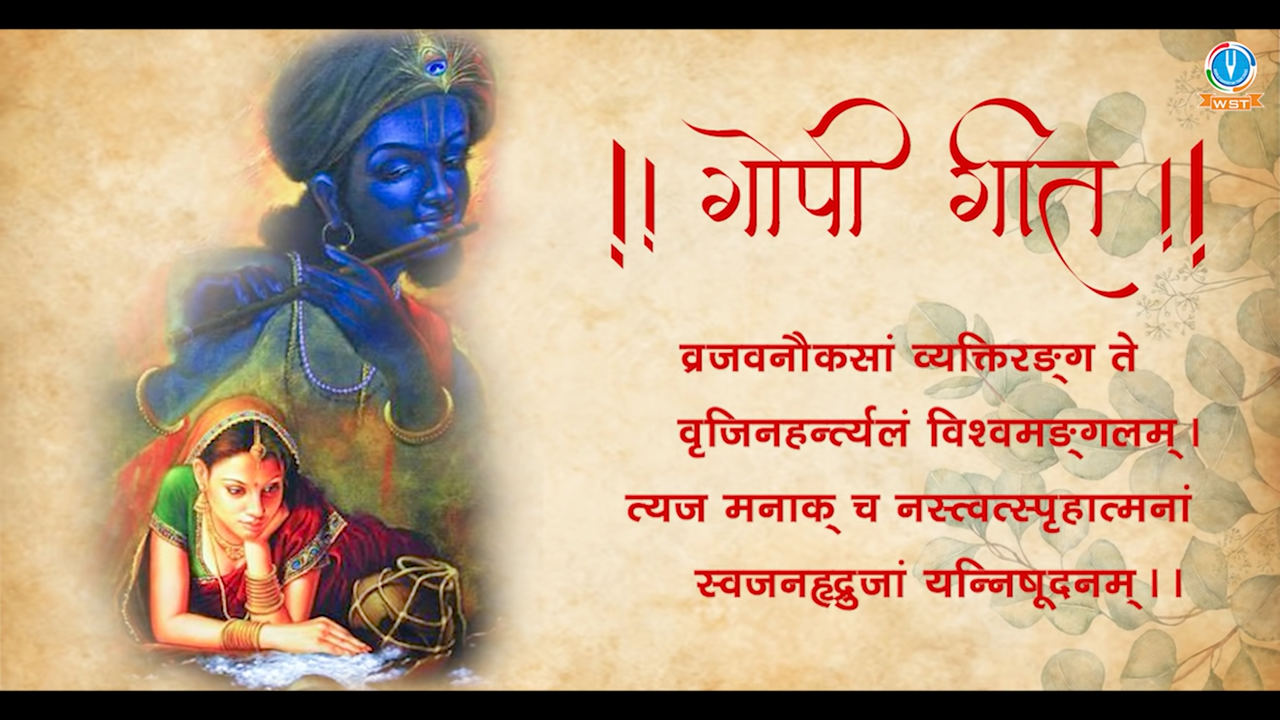 WST
।। गोपी गीत ।।
व्रजवनौकसां व्यक्तिरङ्ग ते
वृजिनहन्त्र्यलं विश्वमङ्गलम् ।
त्यज मनाक् च नस्त्वत्स्पृहात्मनां
स्वजनहृद्रुजां यन्निषूदनम् । ।